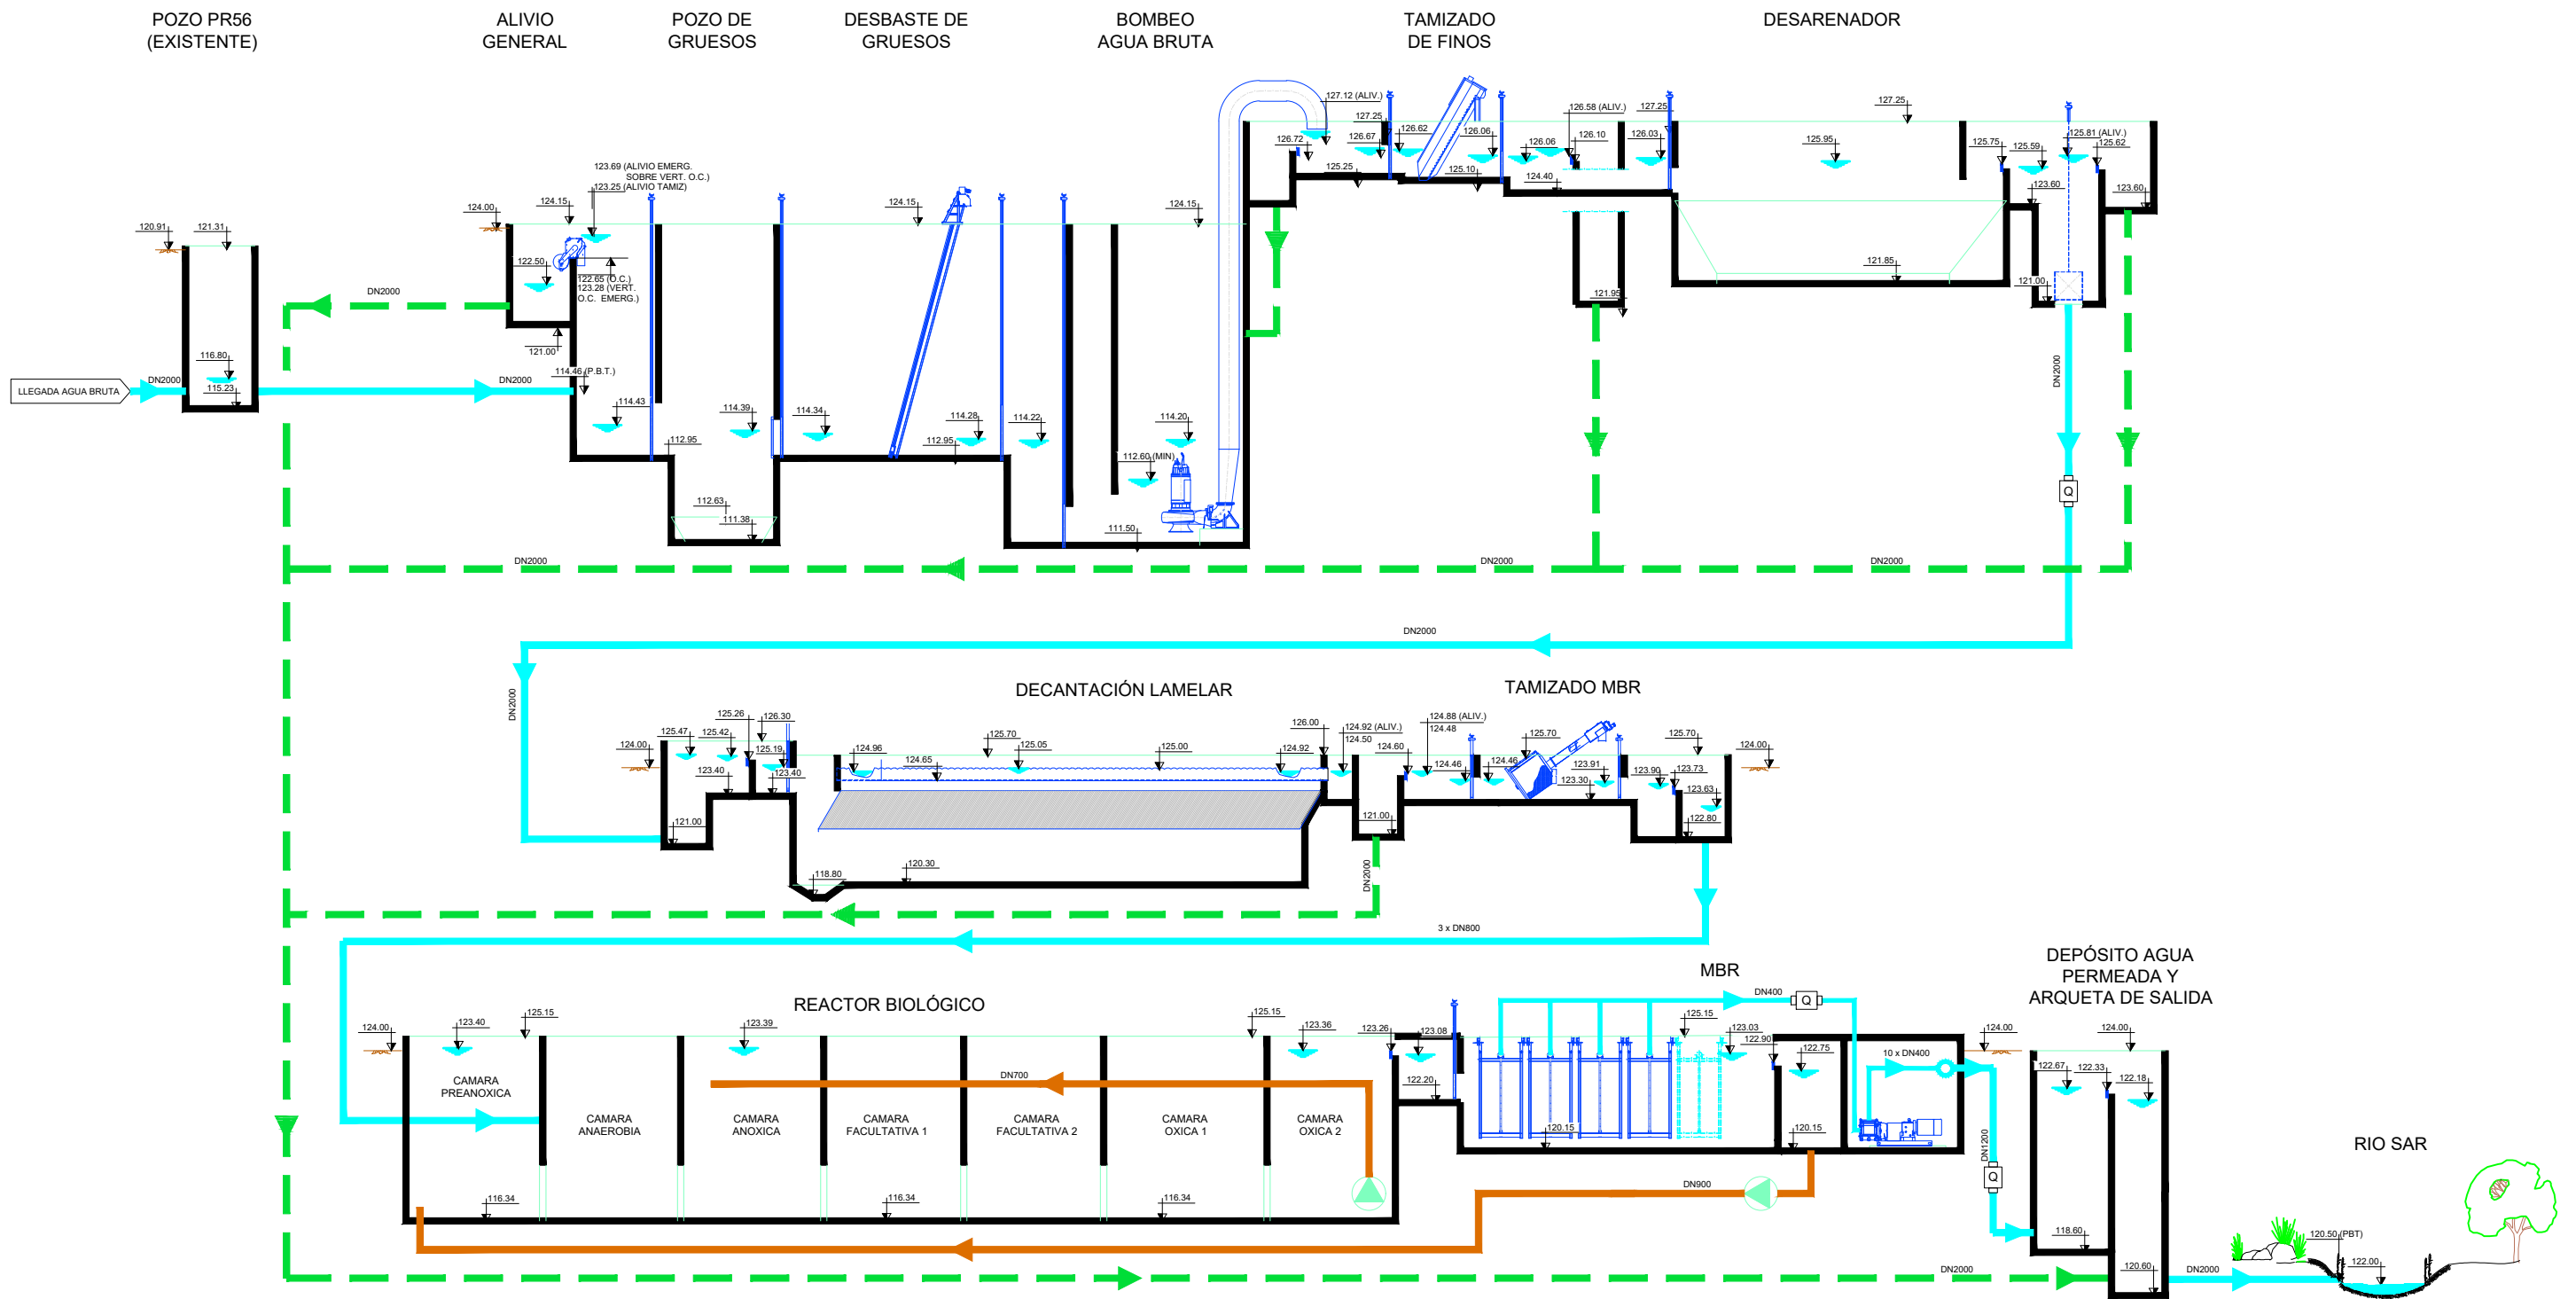 POZO PR56
(EXISTENTE)
ALIVIO
GENERAL
POZO DE
GRUESOS
DESBASTE DE
GRUESOS
BOMBEO
AGUA BRUTA
TAMIZADO
DE FINOS
DESARENADOR
120.91
121.31
116.80
115.23
LLEGADA AGUA BRUTA
DN2000
DN2000
DN2000
124.00
124.15
123.69 (ALIVIO EMERG.
SOBRE VERT. O.C.)
123.25 (ALIVIO TAMIZ)
122.50
122.65 (O.C.)
123.28 (VERT.
O.C. EMERG.)
121.00
114.46 (P.B.T.)
114.43
112.95
114.39
112.63
111.38
114.34
124.15
114.28
112.95
114.22
124.15
114.20
112.60 (MIN)
111.50
127.12 (ALIV.)
126.72
127.25
126.67
126.62
125.25
126.06
125.10
126.06
126.58 (ALIV.)
126.10
124.40
121.95
127.25
126.03
127.25
125.95
121.85
125.75
125.59
123.60
125.81 (ALIV.)
125.62
123.60
121.00
DN2000
Q
DN2000
DN2000
DN2000
DN2000
DN2000
DECANTACIÓN LAMELAR
TAMIZADO MBR
124.00
125.47
125.42
125.26
126.30
125.19
123.40
123.40
121.00
124.96
124.65
125.70
125.05
125.00
124.92
126.00
118.80
120.30
124.92 (ALIV.)
124.50
124.60
121.00
DN2000
124.88 (ALIV.)
124.48
124.46
124.46
125.70
123.91
123.30
123.90
123.73
125.70
123.63
122.80
124.00
3 x DN800
REACTOR BIOLÓGICO
MBR
DEPÓSITO AGUA
PERMEADA Y
ARQUETA DE SALIDA
124.00
123.40
125.15
123.39
125.15
123.36
123.26
123.08
122.20
CAMARA
PREANOXICA
CAMARA
ANAEROBIA
CAMARA
ANOXICA
CAMARA
FACULTATIVA 1
CAMARA
FACULTATIVA 2
CAMARA
OXICA 1
CAMARA
OXICA 2
DN700
116.34
116.34
116.34
DN400
Q
125.15
123.03
122.90
122.75
120.15
120.15
10 x DN400
DN900
DN1200
Q
124.00
124.00
122.67
122.33
122.18
118.60
120.60
DN2000
DN2000
RIO SAR
120.50 (PBT)
122.00